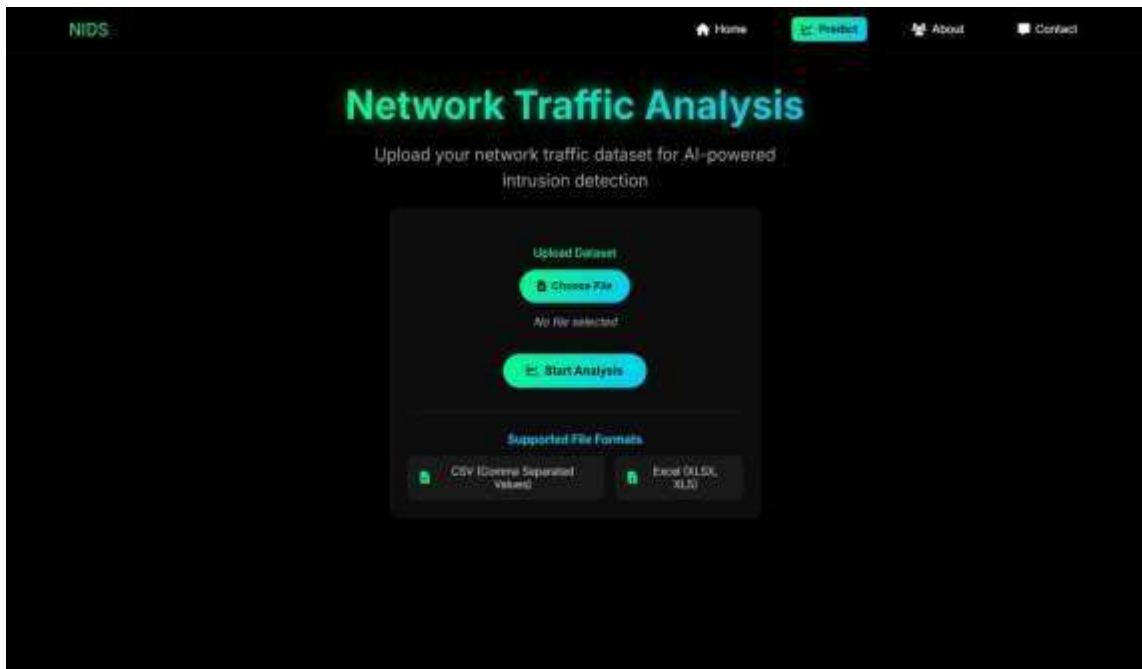 NIDS
Home
Predict
About
Contact
Network Traffic Analysis
Upload your network traffic dataset for AI-powered
intrusion detection
Upload Dataset
Choose File
No file selected
Start Analysis
Supported File Formats
CSV (Comma Separated
Values)
Excel (XLSX,
XLS)